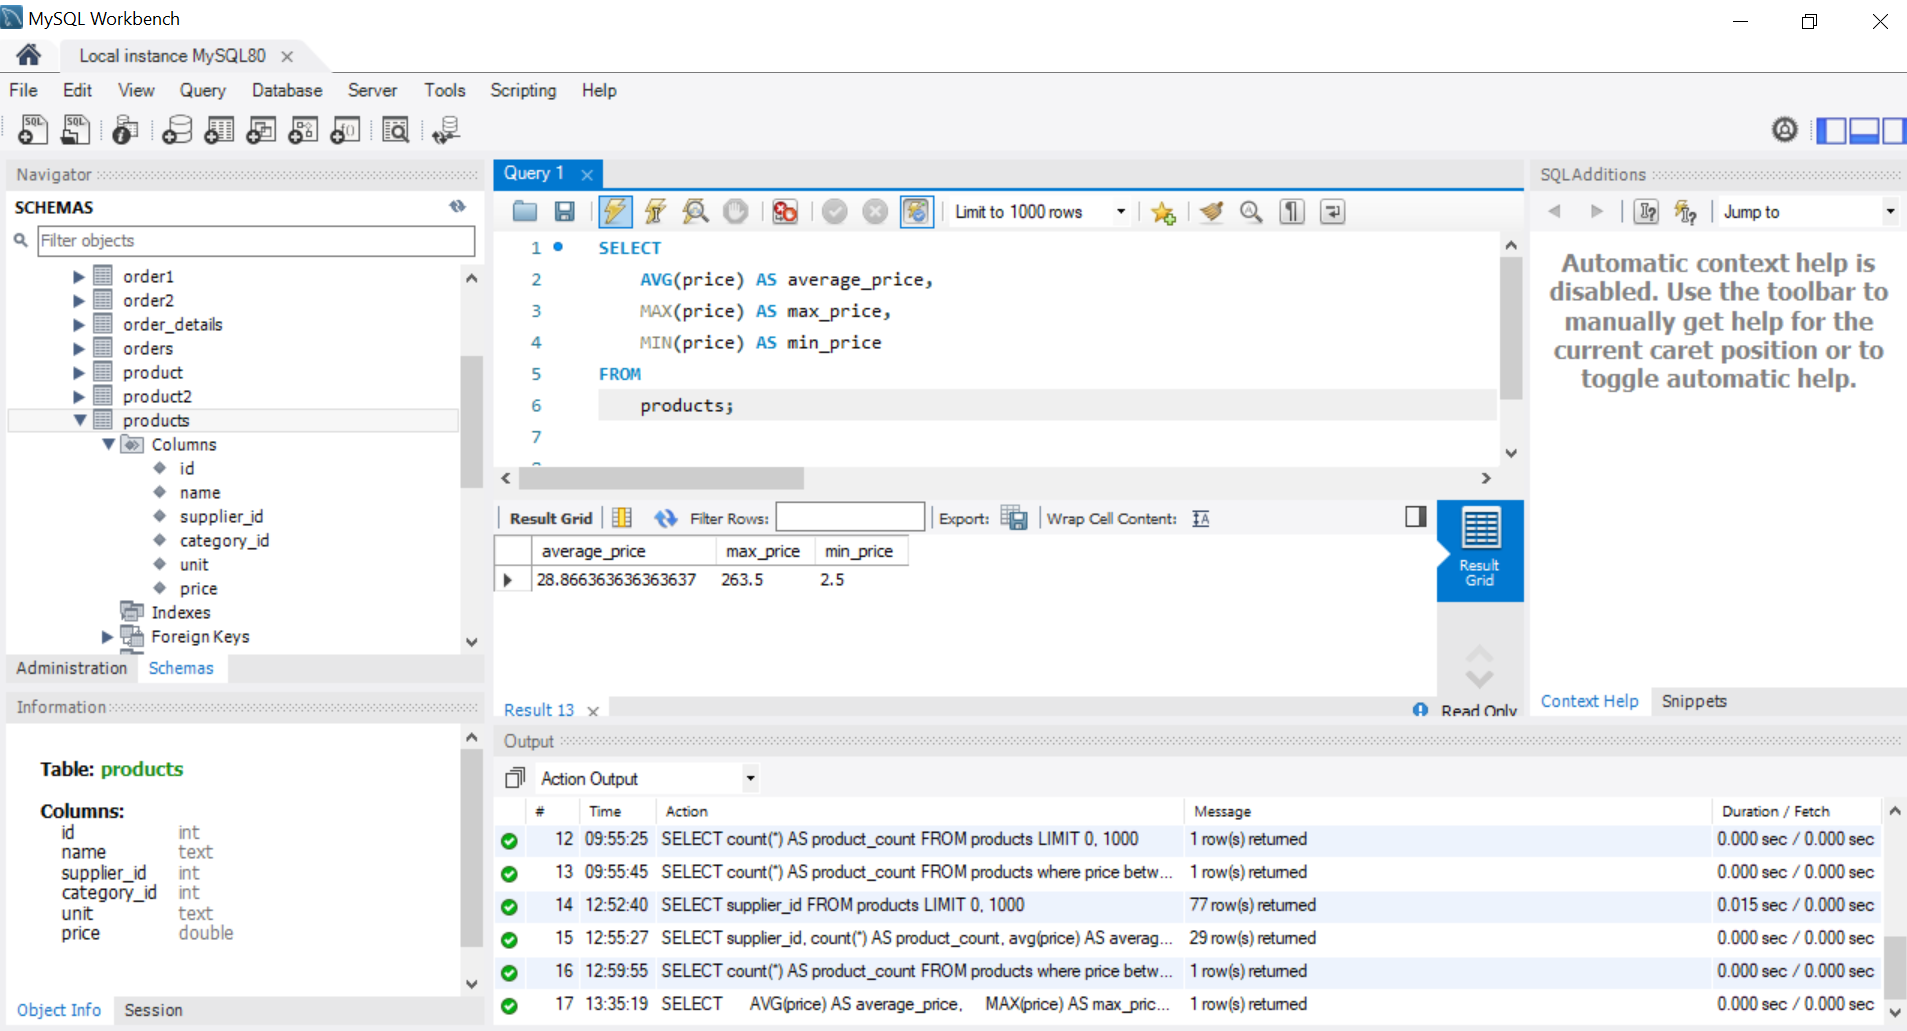 MySQL Workbench
Local instance MySQL80
File Edit View Query Database Server Tools Scripting Help
Navigator
SCHEMAS
Filter objects
order1
order2
order_details
orders
product
product2
products
Columns
id
name
supplier_id
category_id
unit
price
Indexes
Foreign Keys
Administration Schemas
Information
Table: products
Columns:
id int
name text
supplier_id int
category_id int
unit text
price double
Object Info Session
Query 1
Limit to 1000 rows
1 SELECT
2 AVG(price) AS average_price,
3 MAX(price) AS max_price,
4 MIN(price) AS min_price
5 FROM
6 products;
7
Result Grid Filter Rows: Export: Wrap Cell Content:
average_price max_price min_price
28.866363636363637 263.5 2.5
Result Grid
Result 13 Read Only
SQLAdditions
Jump to
Automatic context help is
disabled. Use the toolbar to
manually get help for the
current caret position or to
toggle automatic help.
Context Help Snippets
Output
Action Output
# Time Action Message Duration / Fetch
12 09:55:25 SELECT count(*) AS product_count FROM products LIMIT 0, 1000 1 row(s) returned 0.000 sec / 0.000 sec
13 09:55:45 SELECT count(*) AS product_count FROM products where price betw... 1 row(s) returned 0.000 sec / 0.000 sec
14 12:52:40 SELECT supplier_id FROM products LIMIT 0, 1000 77 row(s) returned 0.015 sec / 0.000 sec
15 12:55:27 SELECT supplier_id, count(*) AS product_count, avg(price) AS averag... 29 row(s) returned 0.000 sec / 0.000 sec
16 12:59:55 SELECT count(*) AS product_count FROM products where price betw... 1 row(s) returned 0.000 sec / 0.000 sec
17 13:35:19 SELECT AVG(price) AS average_price, MAX(price) AS max_pric... 1 row(s) returned 0.000 sec / 0.000 sec